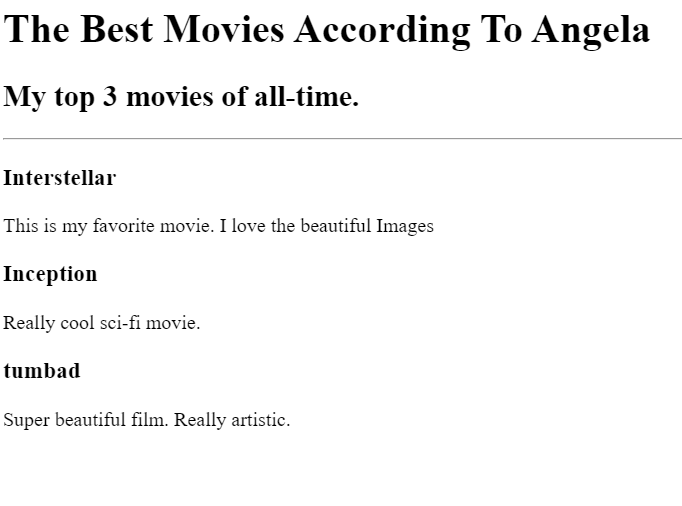 The Best Movies According To Angela
My top 3 movies of all-time.
Interstellar
This is my favorite movie. I love the beautiful Images
Inception
Really cool sci-fi movie.
tumbad
Super beautiful film. Really artistic.